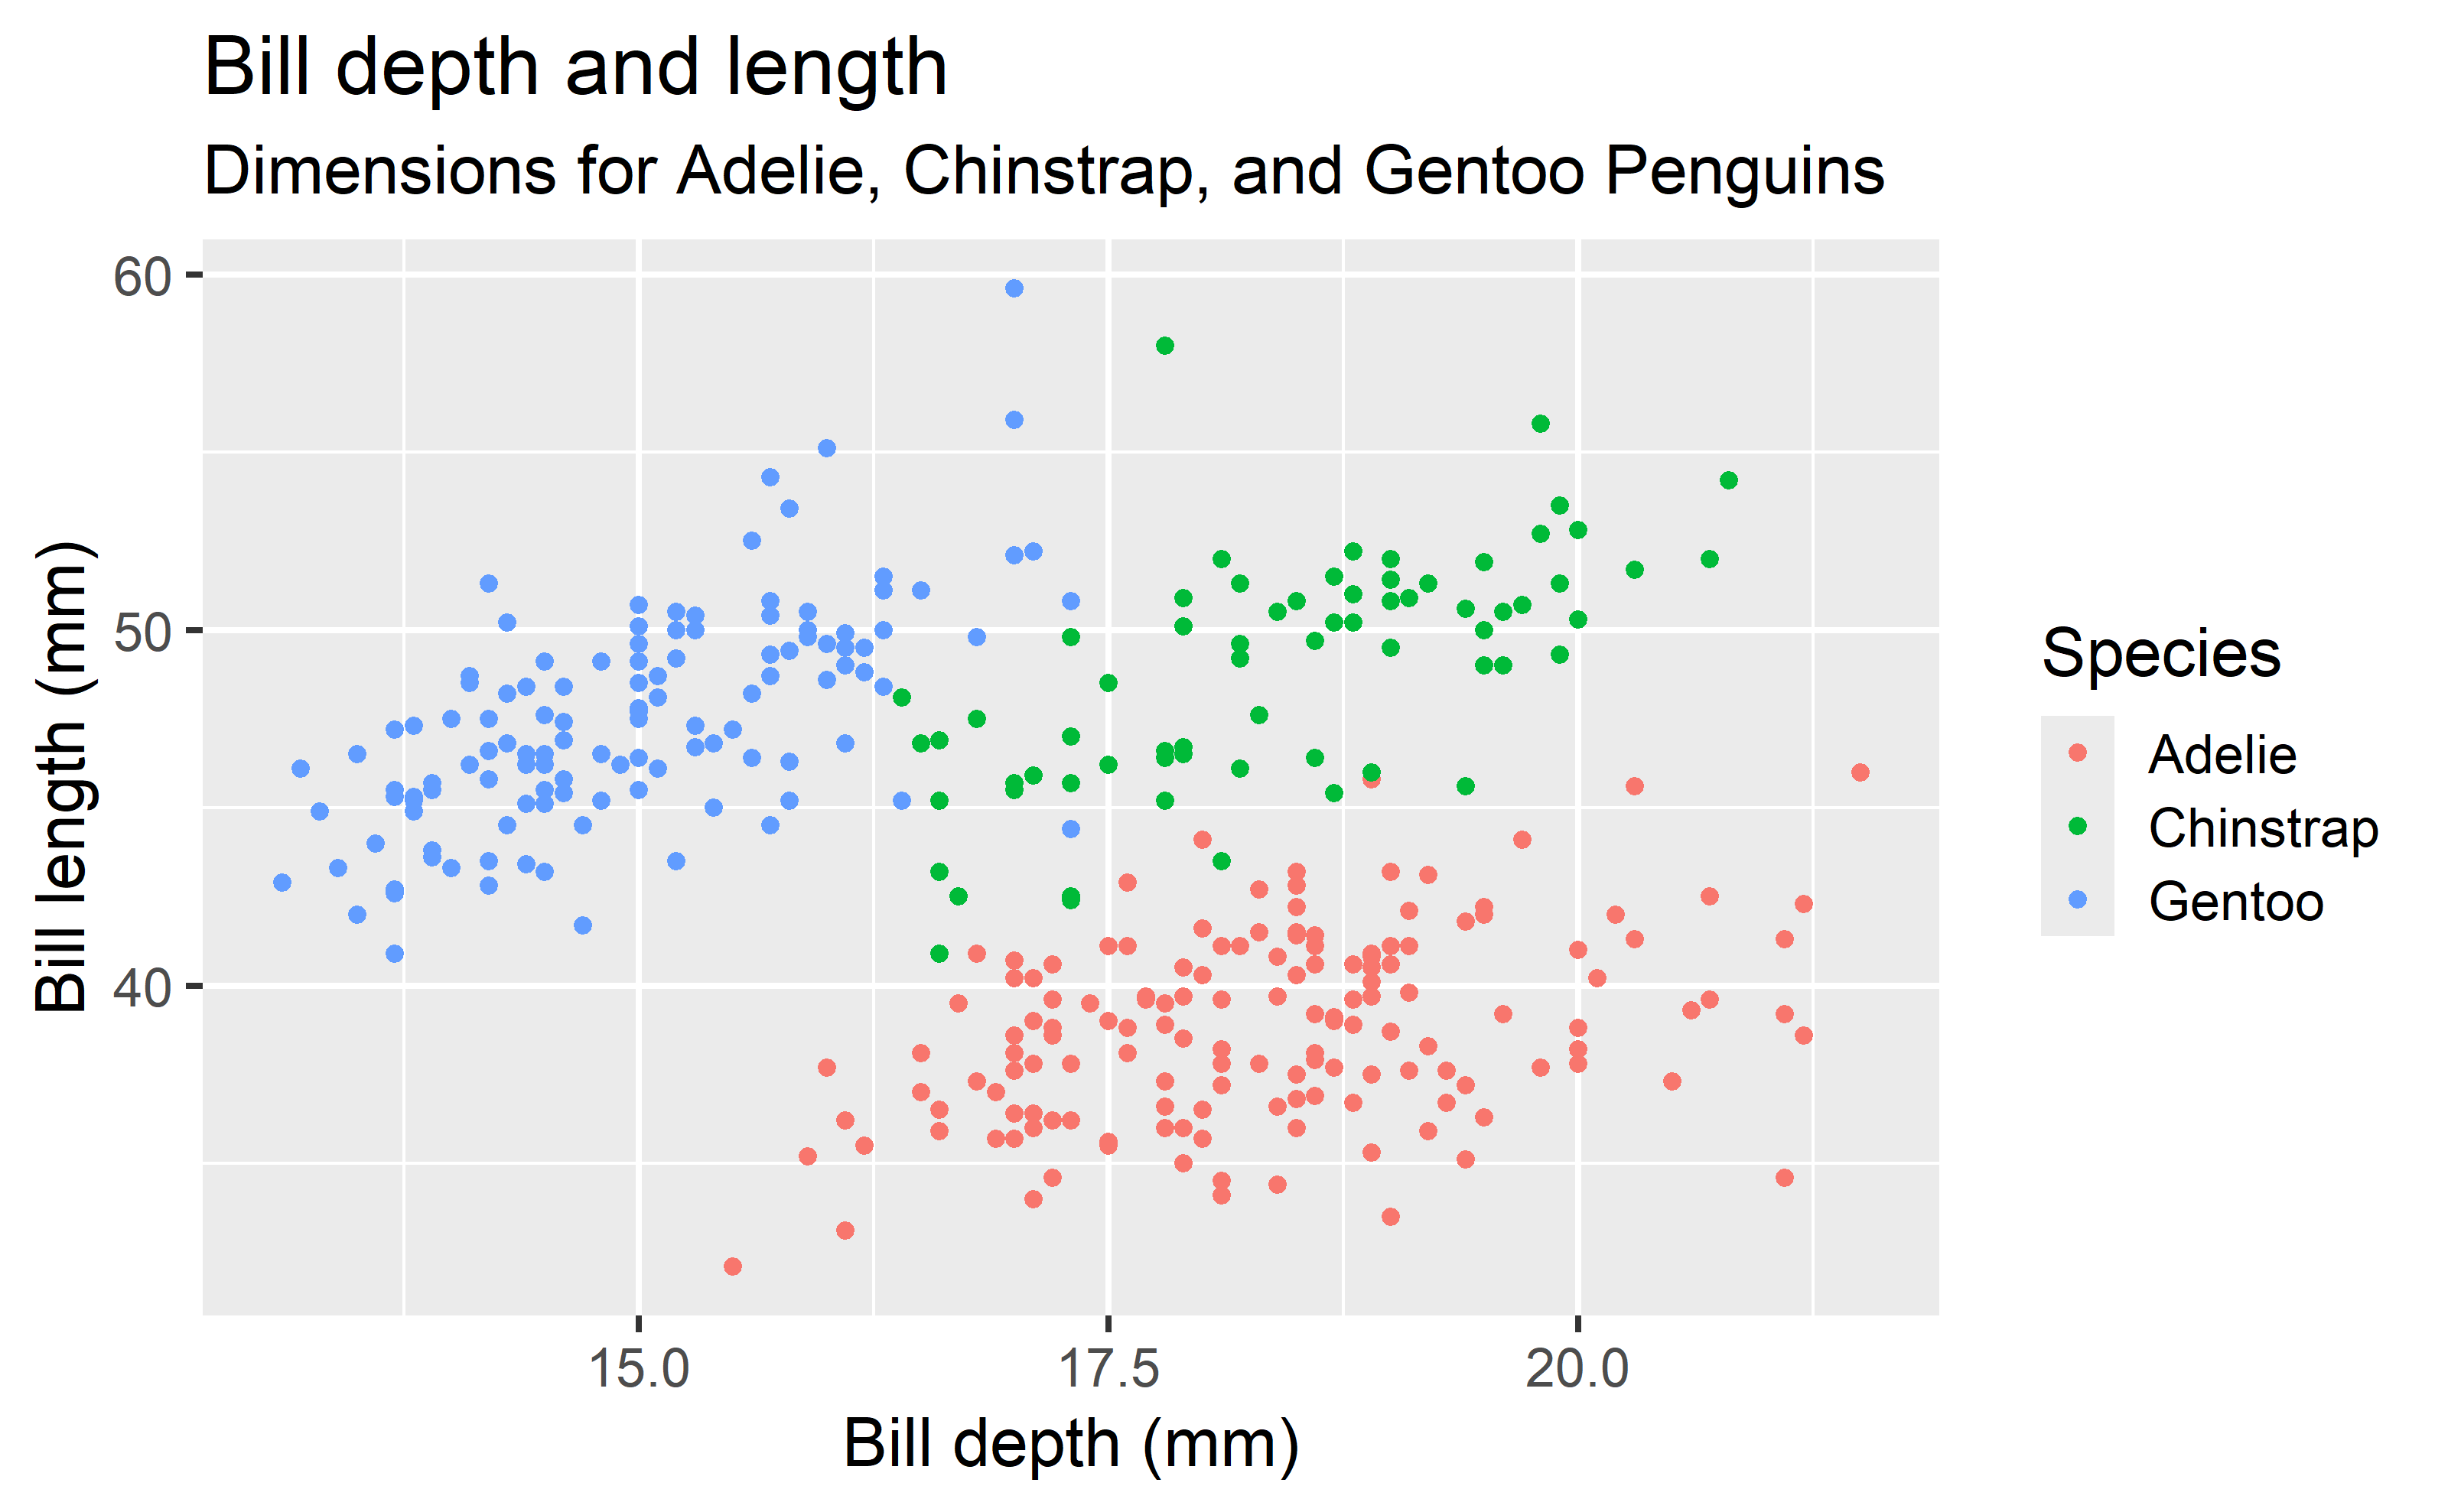 Bill depth and length
Dimensions for Adelie, Chinstrap, and Gentoo Penguins
60
50
40
Bill length (mm)
15.0 17.5 20.0
Bill depth (mm)
Species
Adelie
Chinstrap
Gentoo